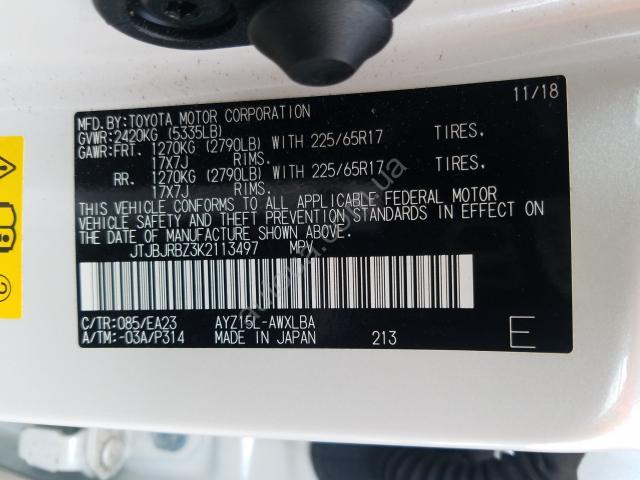 MFD.BY:TOYOTA MOTOR CORPORATION 11/18
GVWR:2420KG (5335LB)
GAWR:FRT. 1270KG (2790LB) WITH 225/65R17 TIRES.
17X7J RIMS.
RR. 1270KG (2790LB) WITH 225/65R17 TIRES.
17X7J RIMS.
THIS VEHICLE CONFORMS TO ALL APPLICABLE FEDERAL MOTOR
VEHICLE SAFETY AND THEFT PREVENTION STANDARDS IN EFFECT ON
THE DATE OF MANUFACTURE SHOWN ABOVE.
JTJBJRBZ3K2113497 MPV
C/TR:085/EA23 AYZ15L-AWXLBA
A/TM:-03A/P314 MADE IN JAPAN 213 E
2